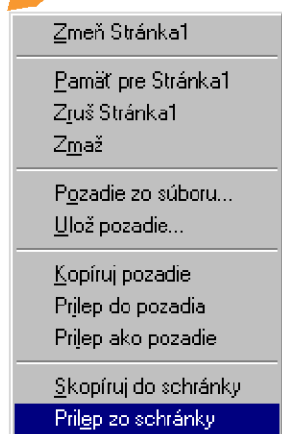 Zmeň Stránka1
Pamäť pre Stránka1
Zruš Stránka1
Zmaž
Pozadie zo súboru...
Ulož pozadie...
Kopíruj pozadie
Prilep do pozadia
Prilep ako pozadie
Skopíruj do schránky
Prilep zo schránky